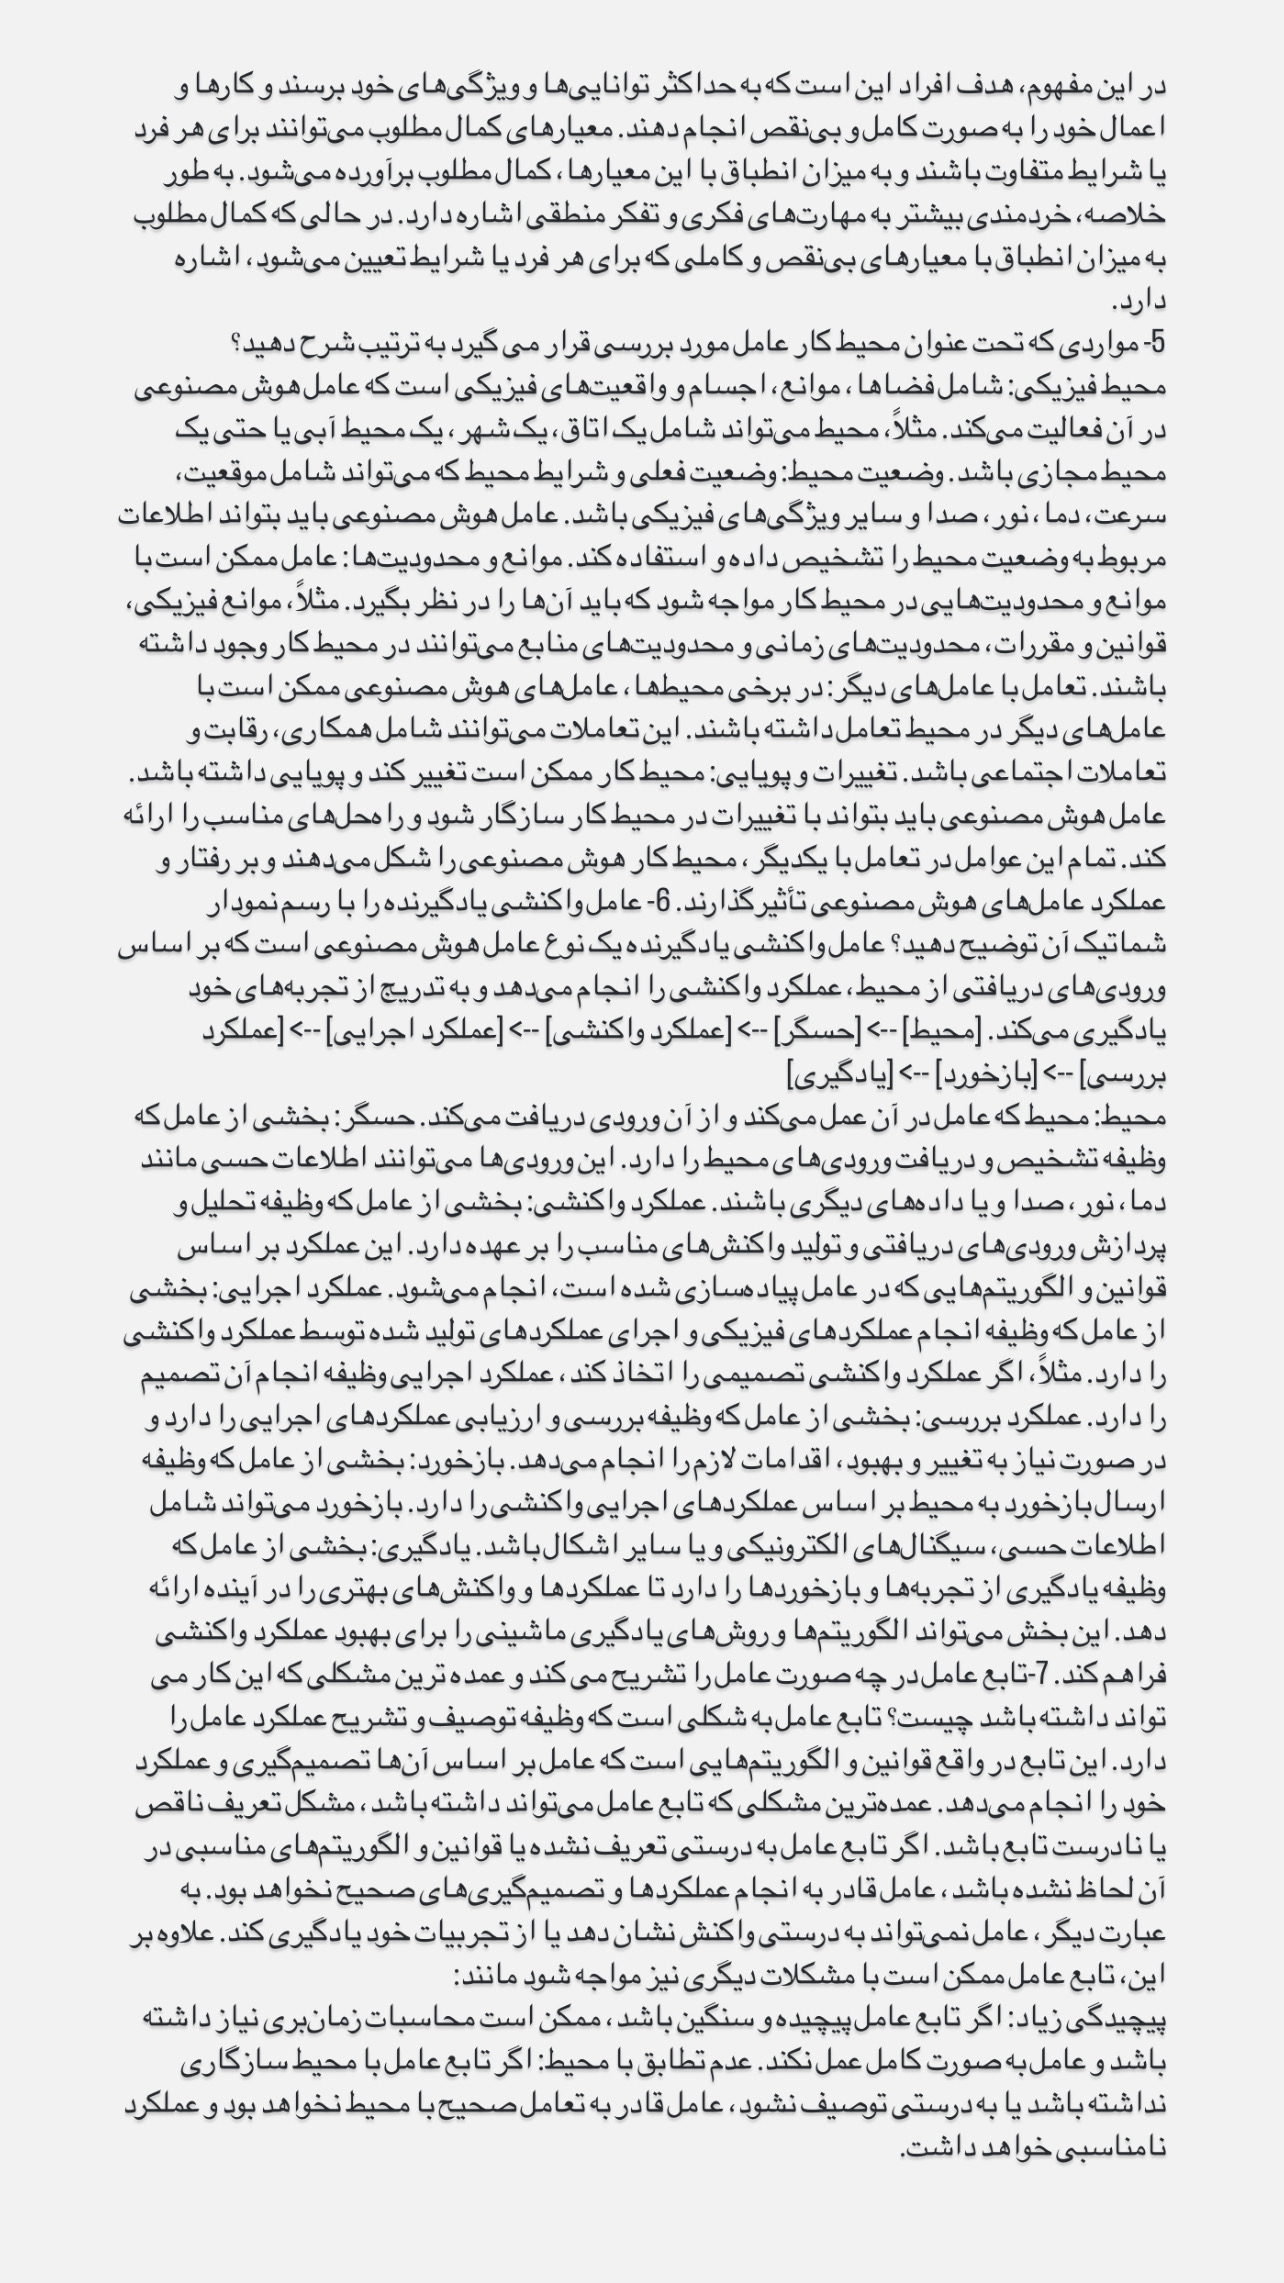 در این مفهوم، هدف افراد این است که به حداکثر توانایی‌ها و ویژگی‌های خود برسند و کارها و
اعمال خود را به صورت کامل و بی‌نقص انجام دهند. معیارهای کمال مطلوب می‌توانند برای هر فرد
یا شرایط متفاوت باشند و به میزان انطباق با این معیارها، کمال مطلوب برآورده می‌شود. به طور
خلاصه، خردمندی بیشتر به مهارت‌های فکری و تفکر منطقی اشاره دارد. در حالی که کمال مطلوب
به میزان انطباق با معیارهای بی‌نقص و کاملی که برای هر فرد یا شرایط تعیین می‌شود، اشاره
دارد.
5- مواردی که تحت عنوان محیط کار عامل مورد بررسی قرار می گیرد به ترتیب شرح دهید؟
محیط فیزیکی: شامل فضاها، موانع، اجسام و واقعیت‌های فیزیکی است که عامل هوش مصنوعی
در آن فعالیت می‌کند. مثلاً، محیط می‌تواند شامل یک اتاق، یک شهر، یک محیط آبی یا حتی یک
محیط مجازی باشد. وضعیت محیط: وضعیت فعلی و شرایط محیط که می‌تواند شامل موقعیت،
سرعت، دما، نور، صدا و سایر ویژگی‌های فیزیکی باشد. عامل هوش مصنوعی باید بتواند اطلاعات
مربوط به وضعیت محیط را تشخیص داده و استفاده کند. موانع و محدودیت‌ها: عامل ممکن است با
موانع و محدودیت‌هایی در محیط کار مواجه شود که باید آن‌ها را در نظر بگیرد. مثلاً، موانع فیزیکی،
قوانین و مقررات، محدودیت‌های زمانی و محدودیت‌های منابع می‌توانند در محیط کار وجود داشته
باشند. تعامل با عامل‌های دیگر: در برخی محیط‌ها، عامل‌های هوش مصنوعی ممکن است با
عامل‌های دیگر در محیط تعامل داشته باشند. این تعاملات می‌توانند شامل همکاری، رقابت و
تعاملات اجتماعی باشد. تغییرات و پویایی: محیط کار ممکن است تغییر کند و پویایی داشته باشد.
عامل هوش مصنوعی باید بتواند با تغییرات در محیط کار سازگار شود و راه‌حل‌های مناسب را ارائه
کند. تمام این عوامل در تعامل با یکدیگر، محیط کار هوش مصنوعی را شکل می‌دهند و بر رفتار و
عملکرد عامل‌های هوش مصنوعی تأثیرگذارند. 6- عامل واکنشی یادگیرنده را با رسم نمودار
شماتیک آن توضیح دهید؟ عامل واکنشی یادگیرنده یک نوع عامل هوش مصنوعی است که بر اساس
ورودی‌های دریافتی از محیط، عملکرد واکنشی را انجام می‌دهد و به تدریج از تجربه‌های خود
یادگیری می‌کند. [محیط] --> [حسگر] --> [عملکرد واکنشی] --> [عملکرد اجرایی] --> [عملکرد
بررسی] --> [بازخورد] --> [یادگیری]
محیط: محیط که عامل در آن عمل می‌کند و از آن ورودی دریافت می‌کند. حسگر: بخشی از عامل که
وظیفه تشخیص و دریافت ورودی‌های محیط را دارد. این ورودی‌ها می‌توانند اطلاعات حسی مانند
دما، نور، صدا و یا داده‌های دیگری باشند. عملکرد واکنشی: بخشی از عامل که وظیفه تحلیل و
پردازش ورودی‌های دریافتی و تولید واکنش‌های مناسب را بر عهده دارد. این عملکرد بر اساس
قوانین و الگوریتم‌هایی که در عامل پیاده‌سازی شده است، انجام می‌شود. عملکرد اجرایی: بخشی
از عامل که وظیفه انجام عملکردهای فیزیکی و اجرای عملکردهای تولید شده توسط عملکرد واکنشی
را دارد. مثلاً، اگر عملکرد واکنشی تصمیمی را اتخاذ کند، عملکرد اجرایی وظیفه انجام آن تصمیم
را دارد. عملکرد بررسی: بخشی از عامل که وظیفه بررسی و ارزیابی عملکردهای اجرایی را دارد و
در صورت نیاز به تغییر و بهبود، اقدامات لازم را انجام می‌دهد. بازخورد: بخشی از عامل که وظیفه
ارسال بازخورد به محیط بر اساس عملکردهای اجرایی واکنشی را دارد. بازخورد می‌تواند شامل
اطلاعات حسی، سیگنال‌های الکترونیکی و یا سایر اشکال باشد. یادگیری: بخشی از عامل که
وظیفه یادگیری از تجربه‌ها و بازخوردها را دارد تا عملکردها و واکنش‌های بهتری را در آینده ارائه
دهد. این بخش می‌تواند الگوریتم‌ها و روش‌های یادگیری ماشینی را برای بهبود عملکرد واکنشی
فراهم کند. 7-تابع عامل در چه صورت عامل را تشریح می کند و عمده ترین مشکلی که این کار می
تواند داشته باشد چیست؟ تابع عامل به شکلی است که وظیفه توصیف و تشریح عملکرد عامل را
دارد. این تابع در واقع قوانین و الگوریتم‌هایی است که عامل بر اساس آن‌ها تصمیم‌گیری و عملکرد
خود را انجام می‌دهد. عمده‌ترین مشکلی که تابع عامل می‌تواند داشته باشد، مشکل تعریف ناقص
یا نادرست تابع باشد. اگر تابع عامل به درستی تعریف نشده یا قوانین و الگوریتم‌های مناسبی در
آن لحاظ نشده باشد، عامل قادر به انجام عملکردها و تصمیم‌گیری‌های صحیح نخواهد بود. به
عبارت دیگر، عامل نمی‌تواند به درستی واکنش نشان دهد یا از تجربیات خود یادگیری کند. علاوه بر
این، تابع عامل ممکن است با مشکلات دیگری نیز مواجه شود مانند:
پیچیدگی زیاد: اگر تابع عامل پیچیده و سنگین باشد، ممکن است محاسبات زمان‌بری نیاز داشته
باشد و عامل به صورت کامل عمل نکند. عدم تطابق با محیط: اگر تابع عامل با محیط سازگاری
نداشته باشد یا به درستی توصیف نشود، عامل قادر به تعامل صحیح با محیط نخواهد بود و عملکرد
نامناسبی خواهد داشت.